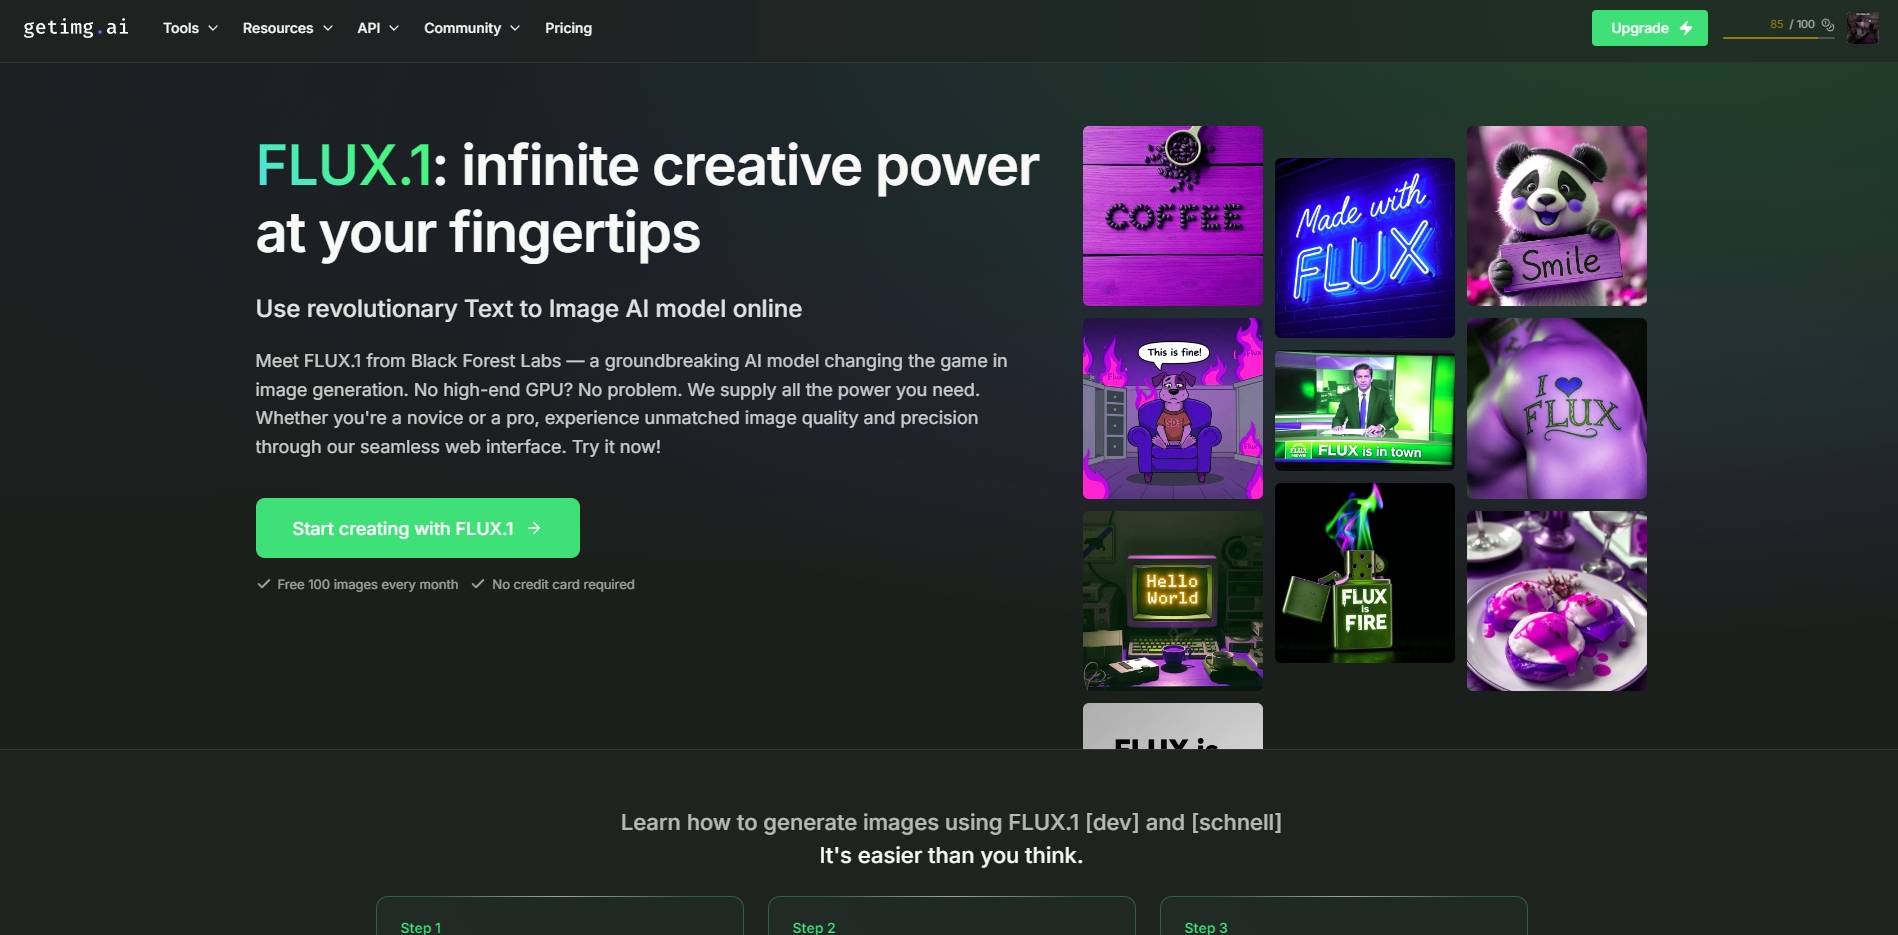 getimg.ai
Tools
Resources
API
Community
Pricing
Upgrade
85 / 100
FLUX.1: infinite creative power
at your fingertips
Use revolutionary Text to Image AI model online
Meet FLUX.1 from Black Forest Labs — a groundbreaking AI model changing the game in
image generation. No high-end GPU? No problem. We supply all the power you need.
Whether you're a novice or a pro, experience unmatched image quality and precision
through our seamless web interface. Try it now!
Start creating with FLUX.1
Free 100 images every month
No credit card required
COFFEE
This is fine!
Flux
SD3
Hello
World
FLUX is
Made with
FLUX
FLUX
NEWS
FLUX is in town
FLUX
is
FIRE
Smile
I
FLUX
Learn how to generate images using FLUX.1 [dev] and [schnell]
It's easier than you think.
Step 1
Step 2
Step 3